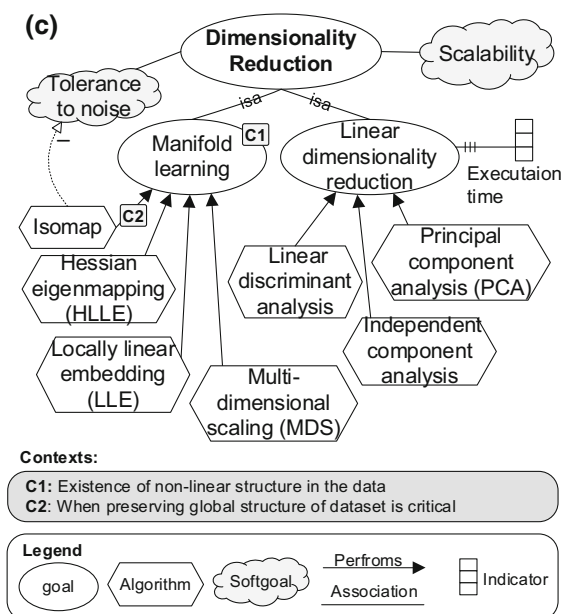 (c)
Dimensionality
Reduction
Scalability
Tolerance
to noise
isa
isa
C1
Manifold
learning
Linear
dimensionality
reduction
Executaion
time
–
C2
Isomap
Hessian
eigenmapping
(HLLE)
Linear
discriminant
analysis
Principal
component
analysis (PCA)
Locally linear
embedding
(LLE)
Multi-
dimensional
scaling (MDS)
Independent
component
analysis
Contexts:
C1: Existence of non-linear structure in the data
C2: When preserving global structure of dataset is critical
Legend
goal
Algorithm
Softgoal
Perfroms
Association
Indicator